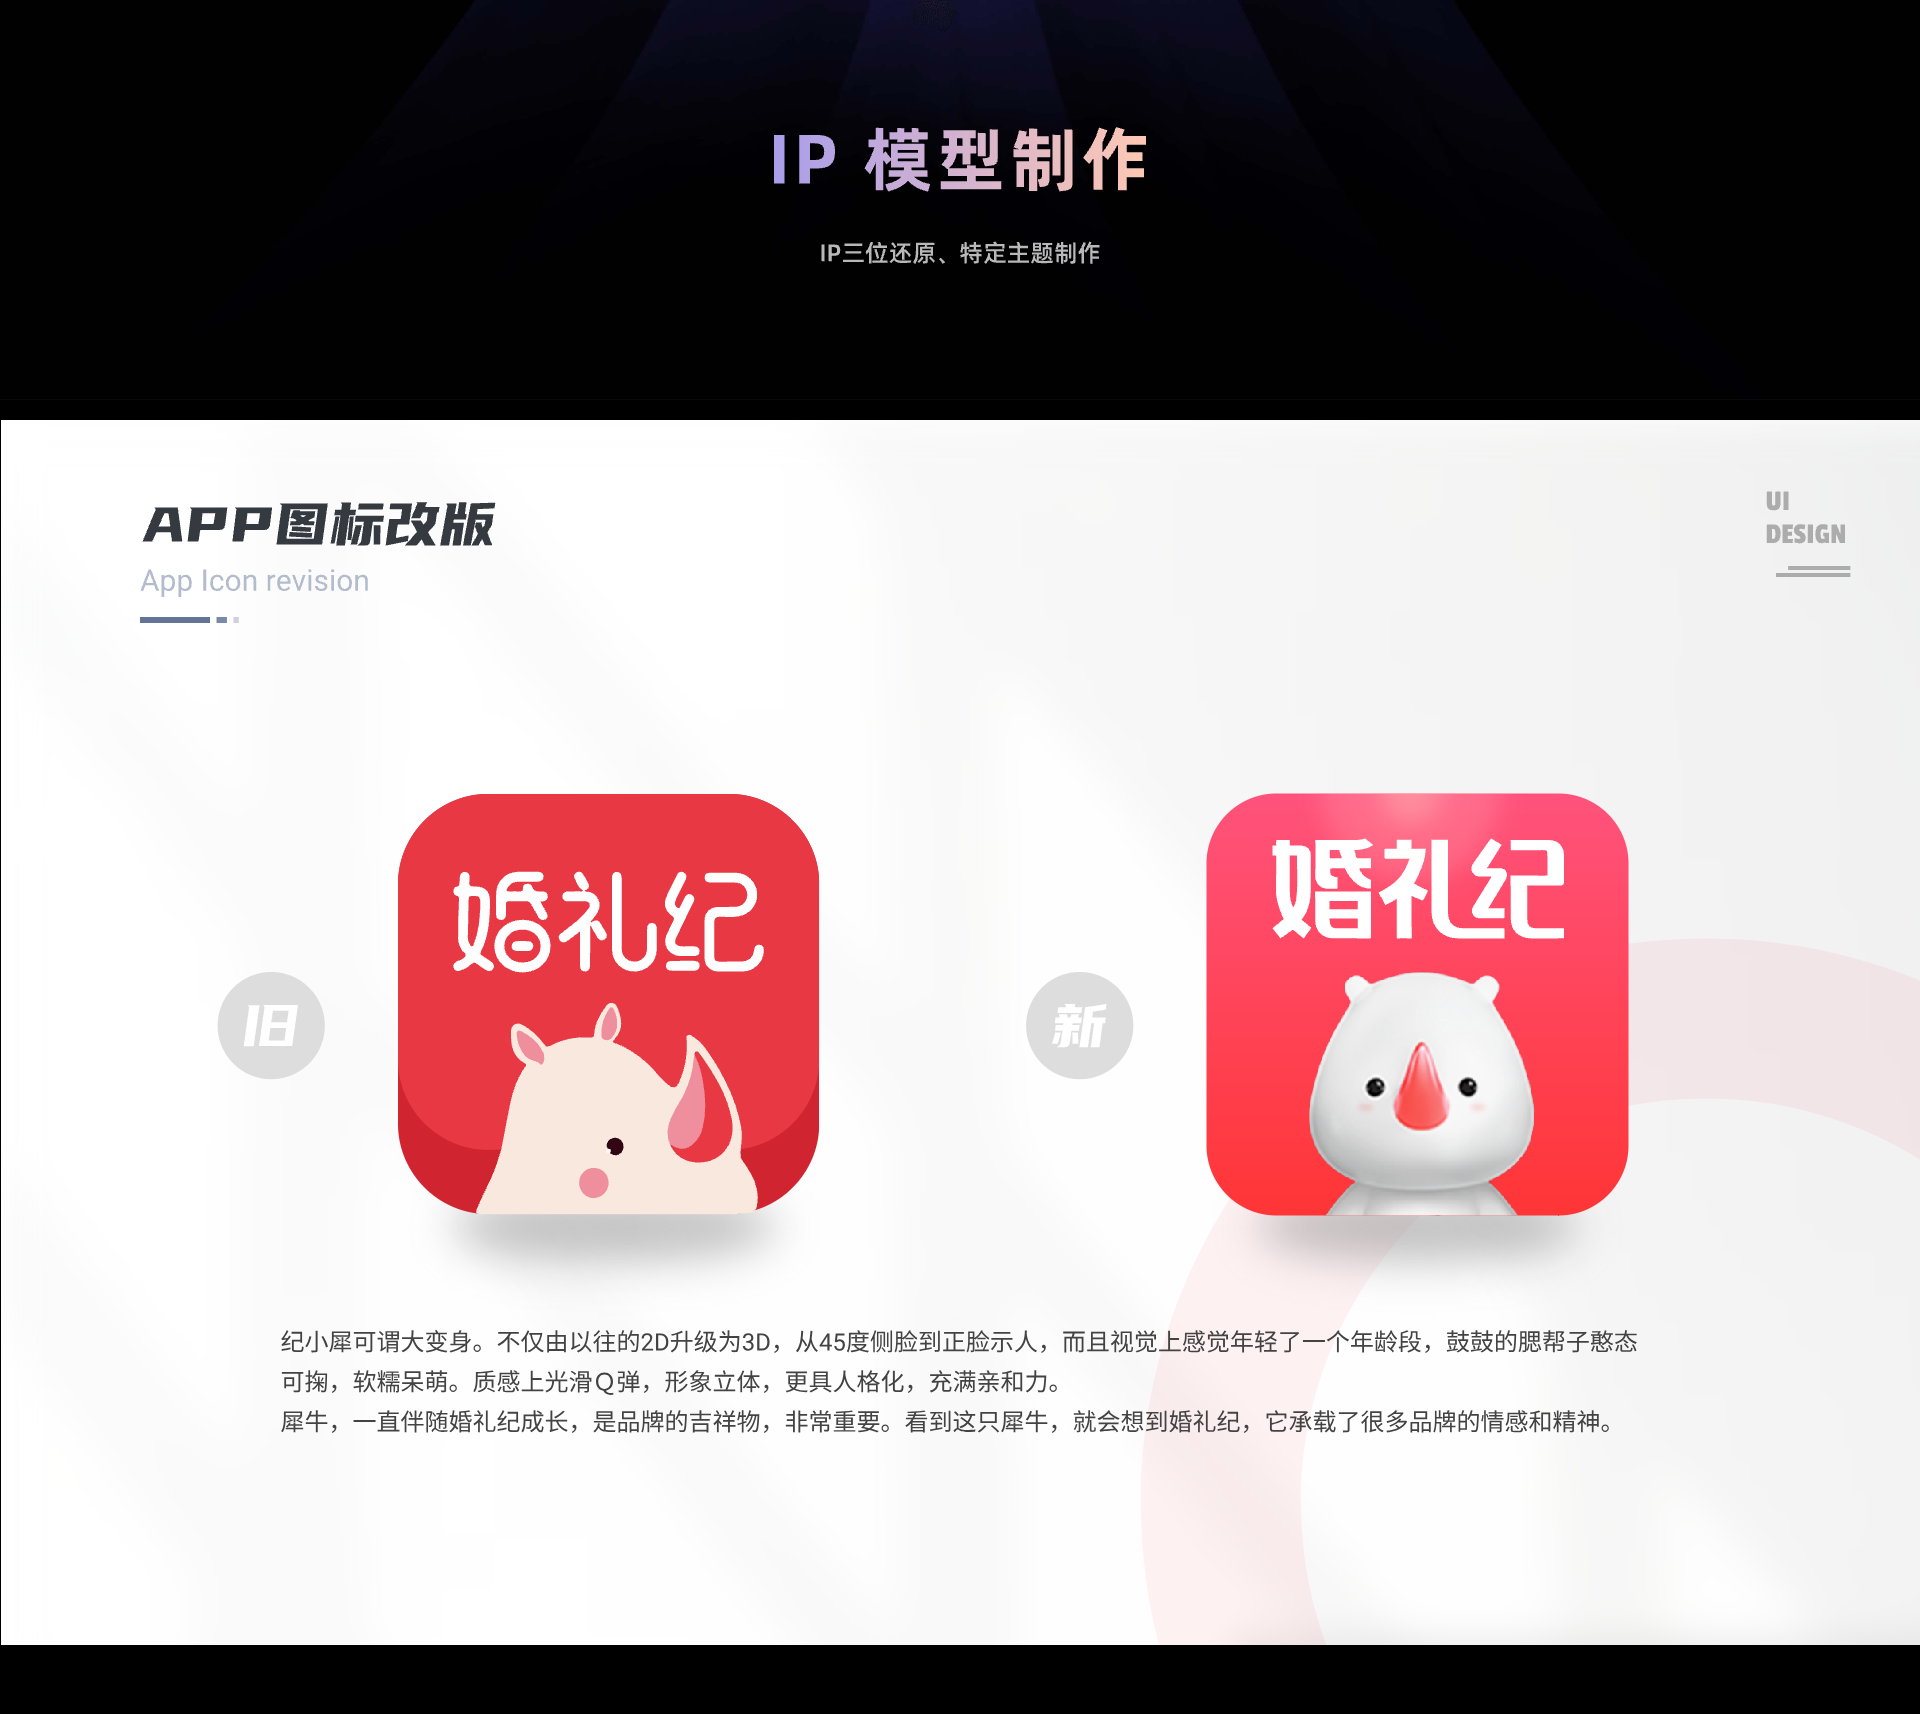 IP 模型制作
IP三位还原、特定主题制作
APP图标改版
App Icon revision
UI
DESIGN
旧
婚礼纪
新
婚礼纪
纪小犀可谓大变身。不仅由以往的2D升级为3D，从45度侧脸到正脸示人，而且视觉上感觉年轻了一个年龄段，鼓鼓的腮帮子憨态
可掬，软糯呆萌。质感上光滑Q弹，形象立体，更具人格化，充满亲和力。
犀牛，一直伴随婚礼纪成长，是品牌的吉祥物，非常重要。看到这只犀牛，就会想到婚礼纪，它承载了很多品牌的情感和精神。